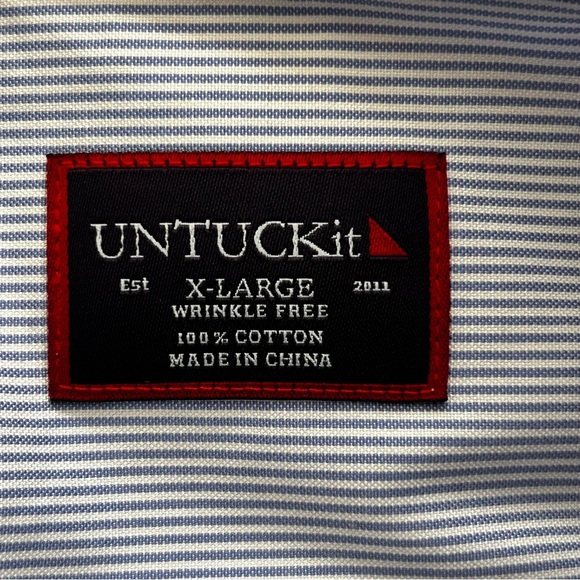 UNTUCKit
Est X-LARGE 2011
WRINKLE FREE
100% COTTON
MADE IN CHINA